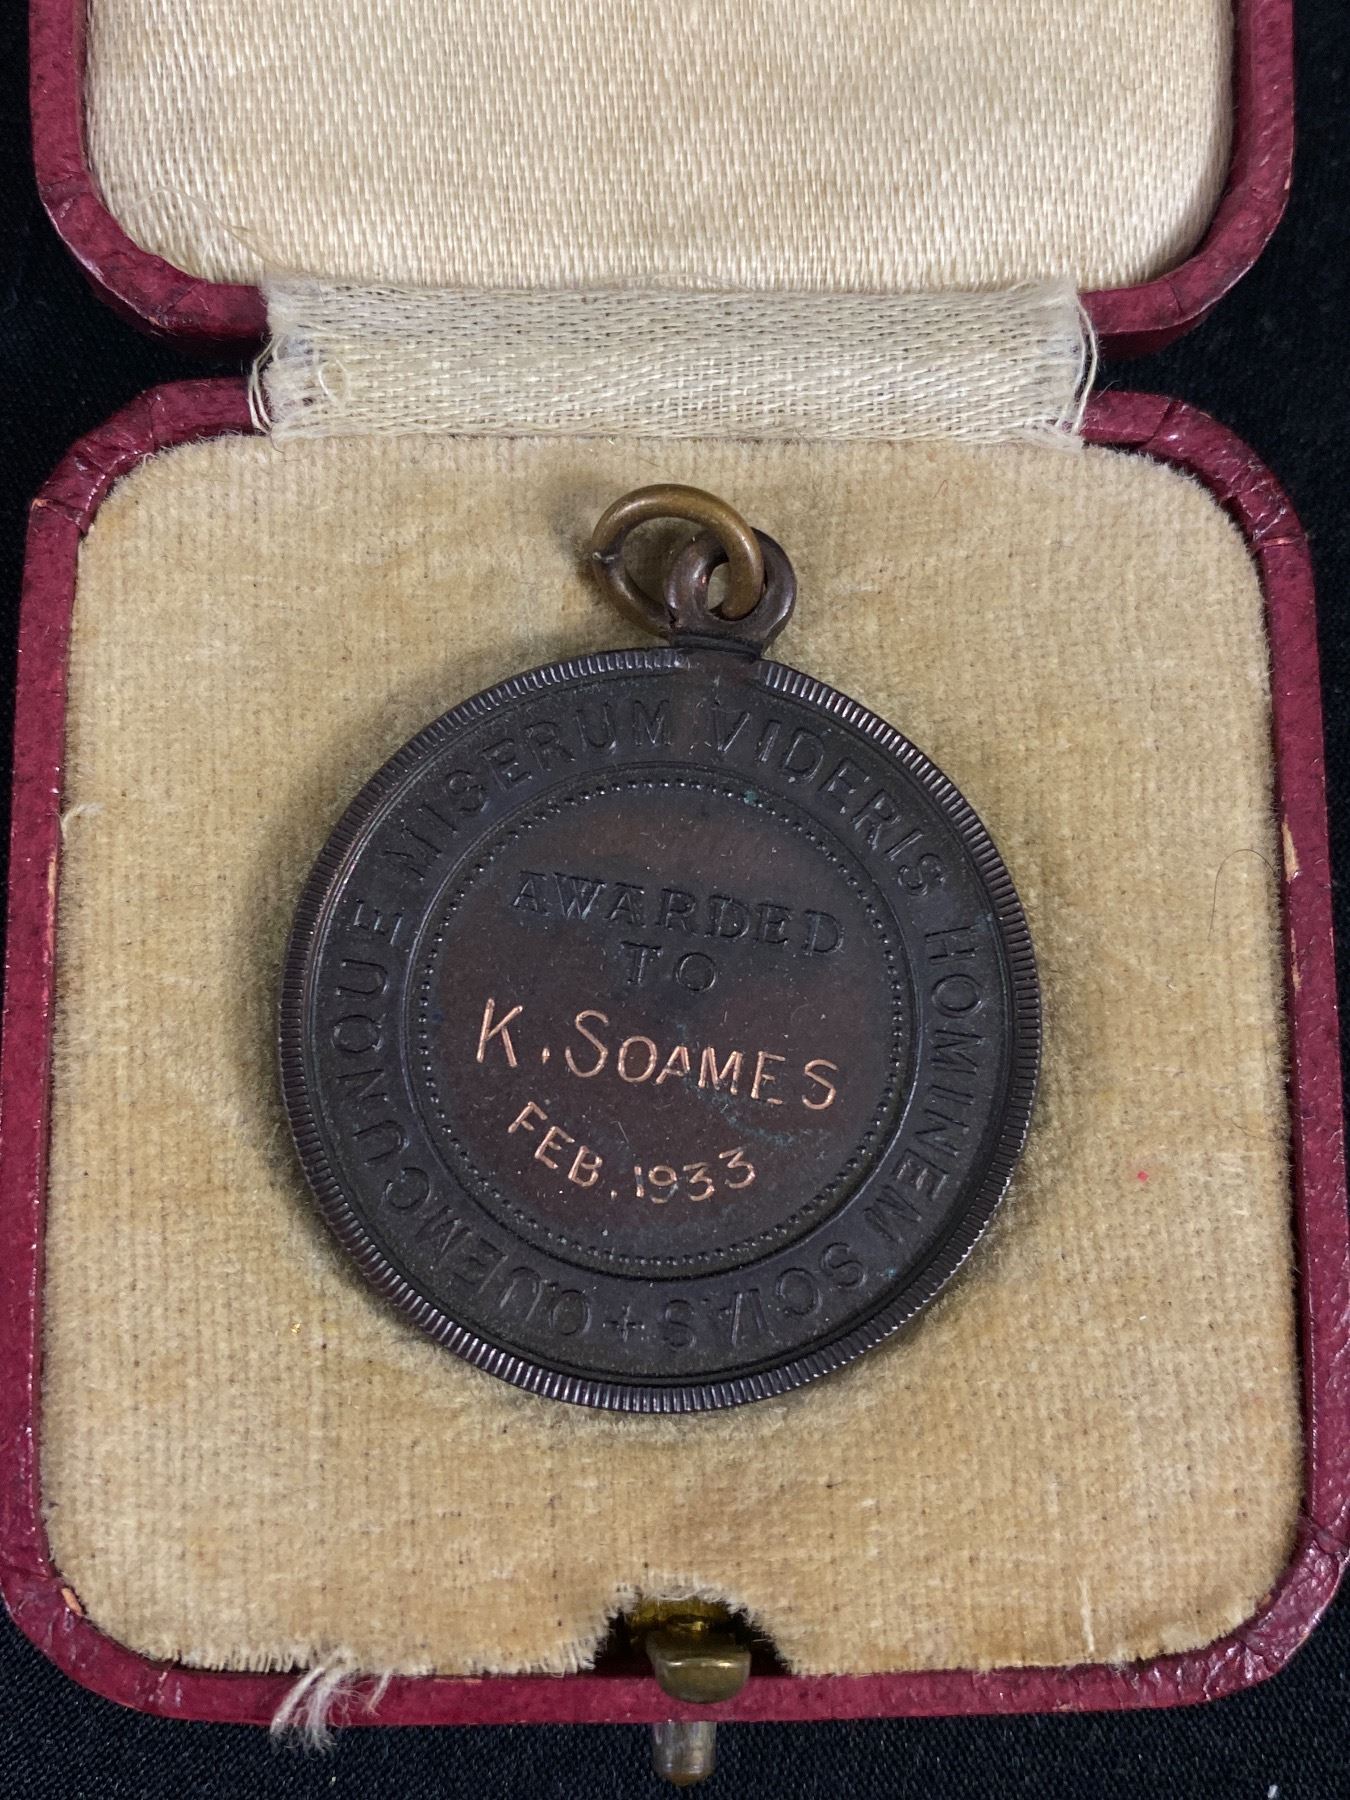 QUEMCUNQUE MISERUM VIDERIS HOMINEM SCIAS +
AWARDED
TO
K. SOAMES
FEB. 1933